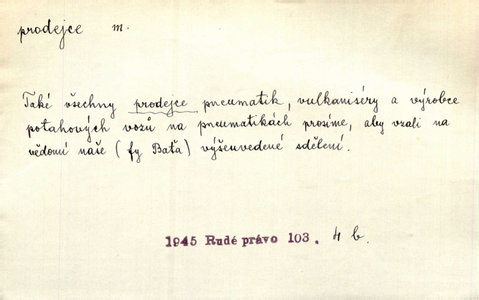 prodejce m.
Také všechny prodejce pneumatik, vulkaniséry a výrobce
potahových vozů na pneumatikách prosíme, aby vzali na
vědomí naše (fy Baťa) výšeuvedené sdělení.
1945 Rudé právo 103. 4 b.